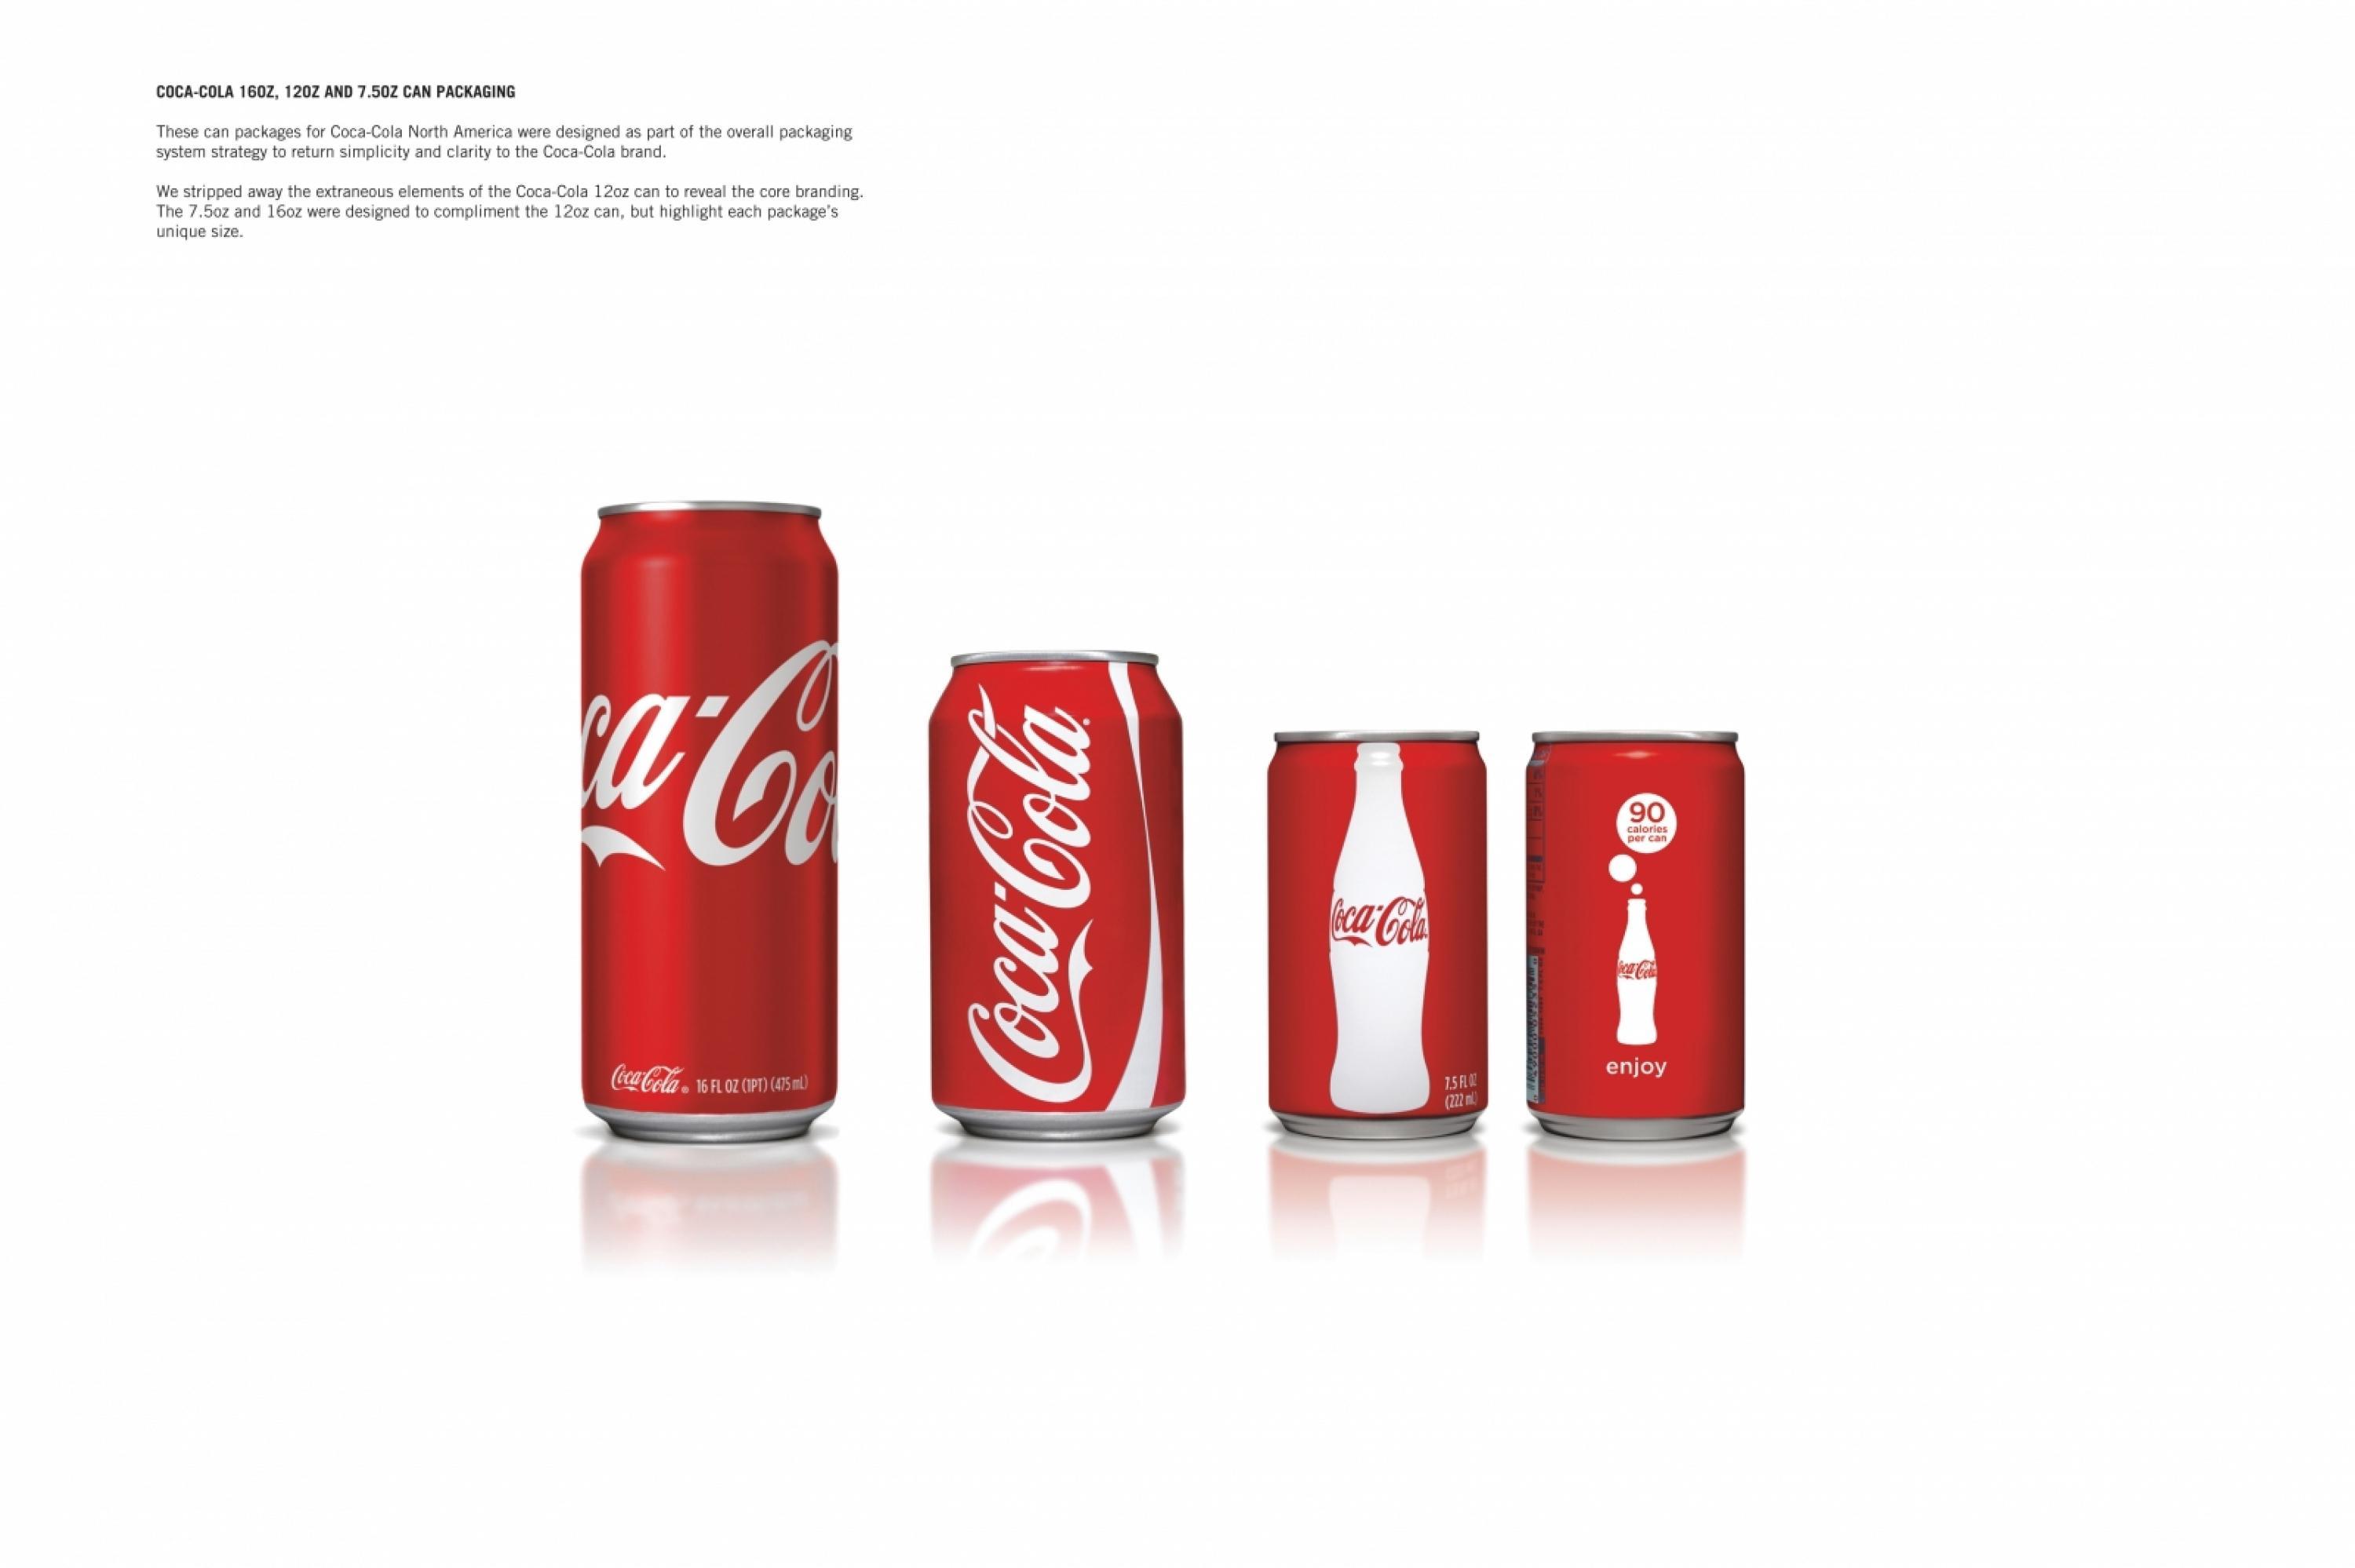 COCA-COLA 16OZ, 12OZ AND 7.5OZ CAN PACKAGING
These can packages for Coca-Cola North America were designed as part of the overall packaging
system strategy to return simplicity and clarity to the Coca-Cola brand.
We stripped away the extraneous elements of the Coca-Cola 12oz can to reveal the core branding.
The 7.5oz and 16oz were designed to compliment the 12oz can, but highlight each package's
unique size.
ca-Co
Coca-Cola® 16 FL OZ (1PT) (475 mL)
Coca-Cola®
Coca-Cola
7.5 FL OZ
(222 mL)
90
calories
per can
Coca-Cola
enjoy